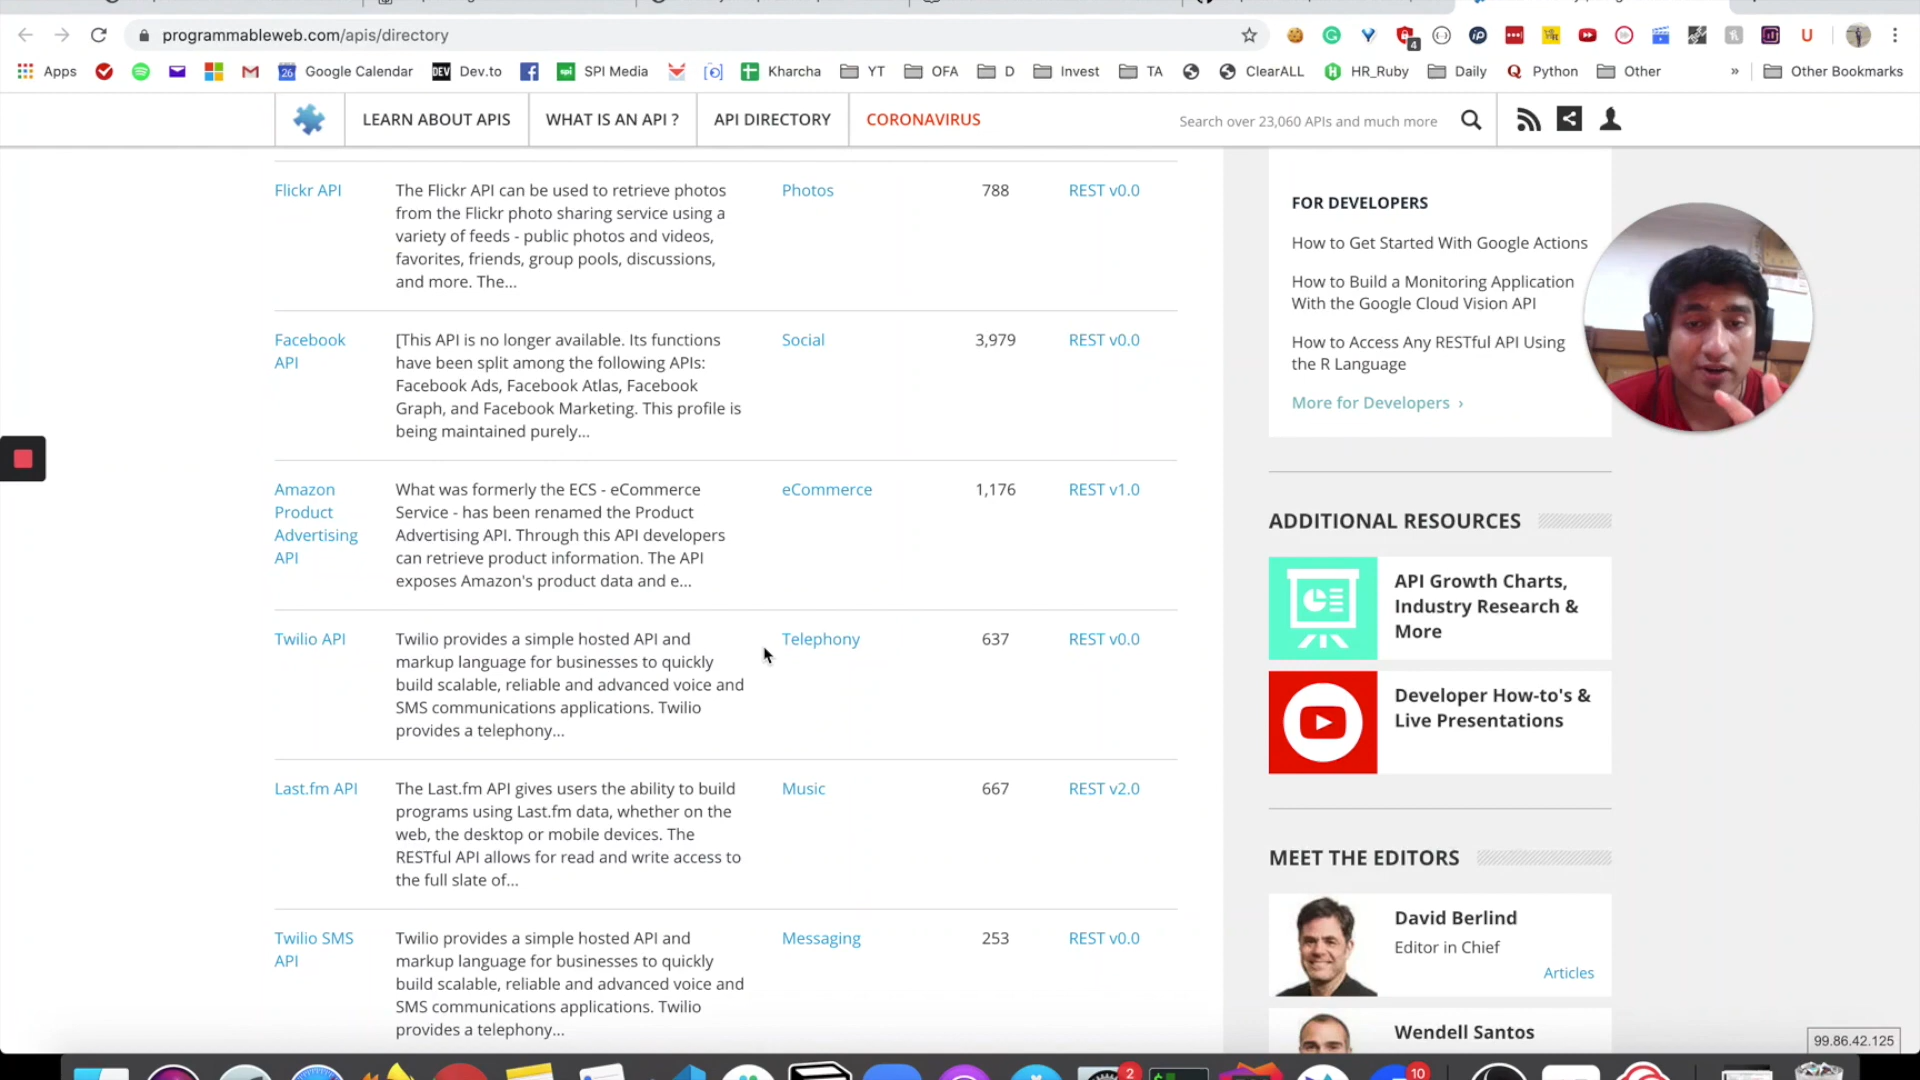 programmableweb.com/apis/directory
4
Apps
26
Google Calendar
DEV
Dev.to
spi
SPI Media
Kharcha
YT
OFA
D
Invest
TA
ClearALL
HR_Ruby
Daily
Python
Other
»
Other Bookmarks
LEARN ABOUT APIS
WHAT IS AN API ?
API DIRECTORY
CORONAVIRUS
Search over 23,060 APIs and much more
Flickr API
The Flickr API can be used to retrieve photos
from the Flickr photo sharing service using a
variety of feeds - public photos and videos,
favorites, friends, group pools, discussions,
and more. The...
Photos
788
REST v0.0
Facebook
API
[This API is no longer available. Its functions
have been split among the following APIs:
Facebook Ads, Facebook Atlas, Facebook
Graph, and Facebook Marketing. This profile is
being maintained purely...
Social
3,979
REST v0.0
Amazon
Product
Advertising
API
What was formerly the ECS - eCommerce
Service - has been renamed the Product
Advertising API. Through this API developers
can retrieve product information. The API
exposes Amazon's product data and e...
eCommerce
1,176
REST v1.0
Twilio API
Twilio provides a simple hosted API and
markup language for businesses to quickly
build scalable, reliable and advanced voice and
SMS communications applications. Twilio
provides a telephony...
Telephony
637
REST v0.0
Last.fm API
The Last.fm API gives users the ability to build
programs using Last.fm data, whether on the
web, the desktop or mobile devices. The
RESTful API allows for read and write access to
the full slate of...
Music
667
REST v2.0
Twilio SMS
API
Twilio provides a simple hosted API and
markup language for businesses to quickly
build scalable, reliable and advanced voice and
SMS communications applications. Twilio
provides a telephony...
Messaging
253
REST v0.0
FOR DEVELOPERS
How to Get Started With Google Actions
How to Build a Monitoring Application
With the Google Cloud Vision API
How to Access Any RESTful API Using
the R Language
More for Developers ›
ADDITIONAL RESOURCES
API Growth Charts,
Industry Research &
More
Developer How-to's &
Live Presentations
MEET THE EDITORS
David Berlind
Editor in Chief
Articles
Wendell Santos
99.86.42.125
2
10